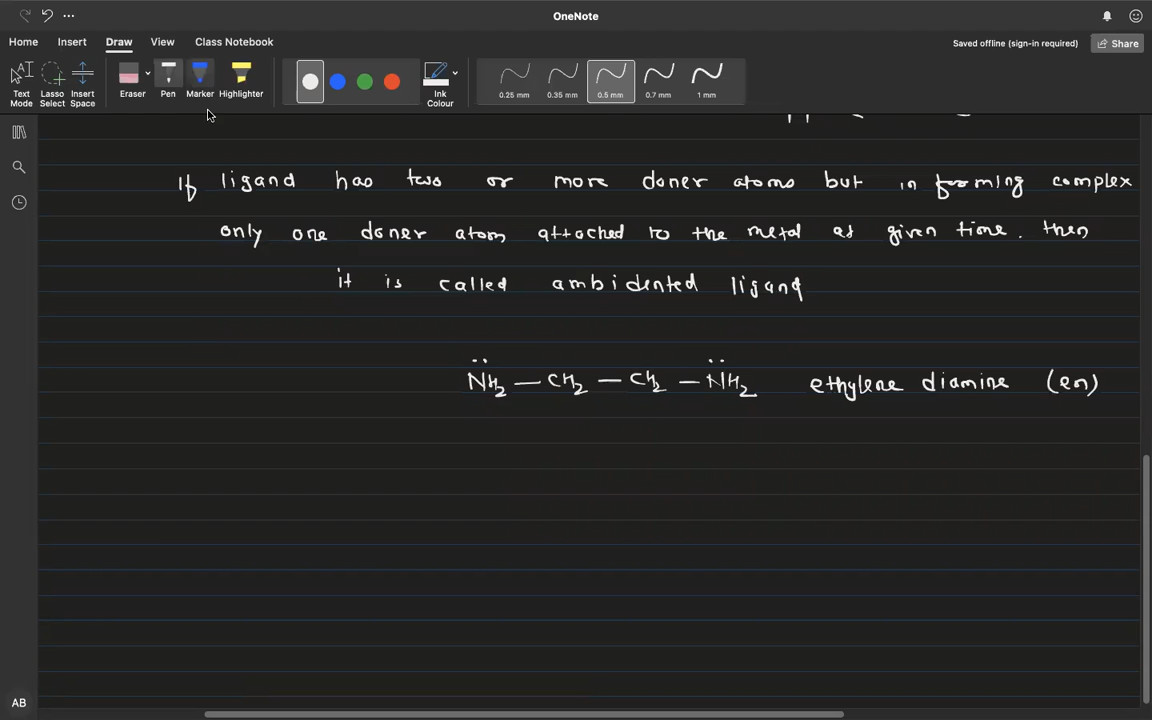 OneNote
Home Insert Draw View Class Notebook
Saved offline (sign-in required) Share
Text Mode Lasso Select Insert Space Eraser Pen Marker Highlighter Ink Colour 0.25 mm 0.35 mm 0.5 mm 0.7 mm 1 mm
If ligand has two or more doner atoms but in forming complex
only one doner atom attached to the metal at given time. then
it is called ambidented ligand
NH2 — CH2 — CH2 — NH2 ethylene diamine (en)
AB